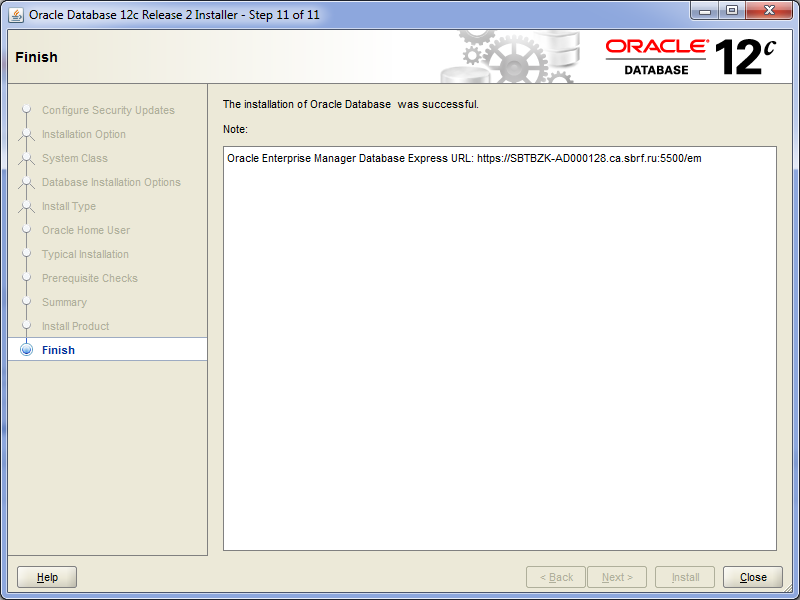 Oracle Database 12c Release 2 Installer - Step 11 of 11
Finish
ORACLE®
DATABASE
12c
Configure Security Updates
Installation Option
System Class
Database Installation Options
Install Type
Oracle Home User
Typical Installation
Prerequisite Checks
Summary
Install Product
Finish
The installation of Oracle Database  was successful.
Note:
Oracle Enterprise Manager Database Express URL: https://SBTBZK-AD000128.ca.sbrf.ru:5500/em
Help
< Back
Next >
Install
Close